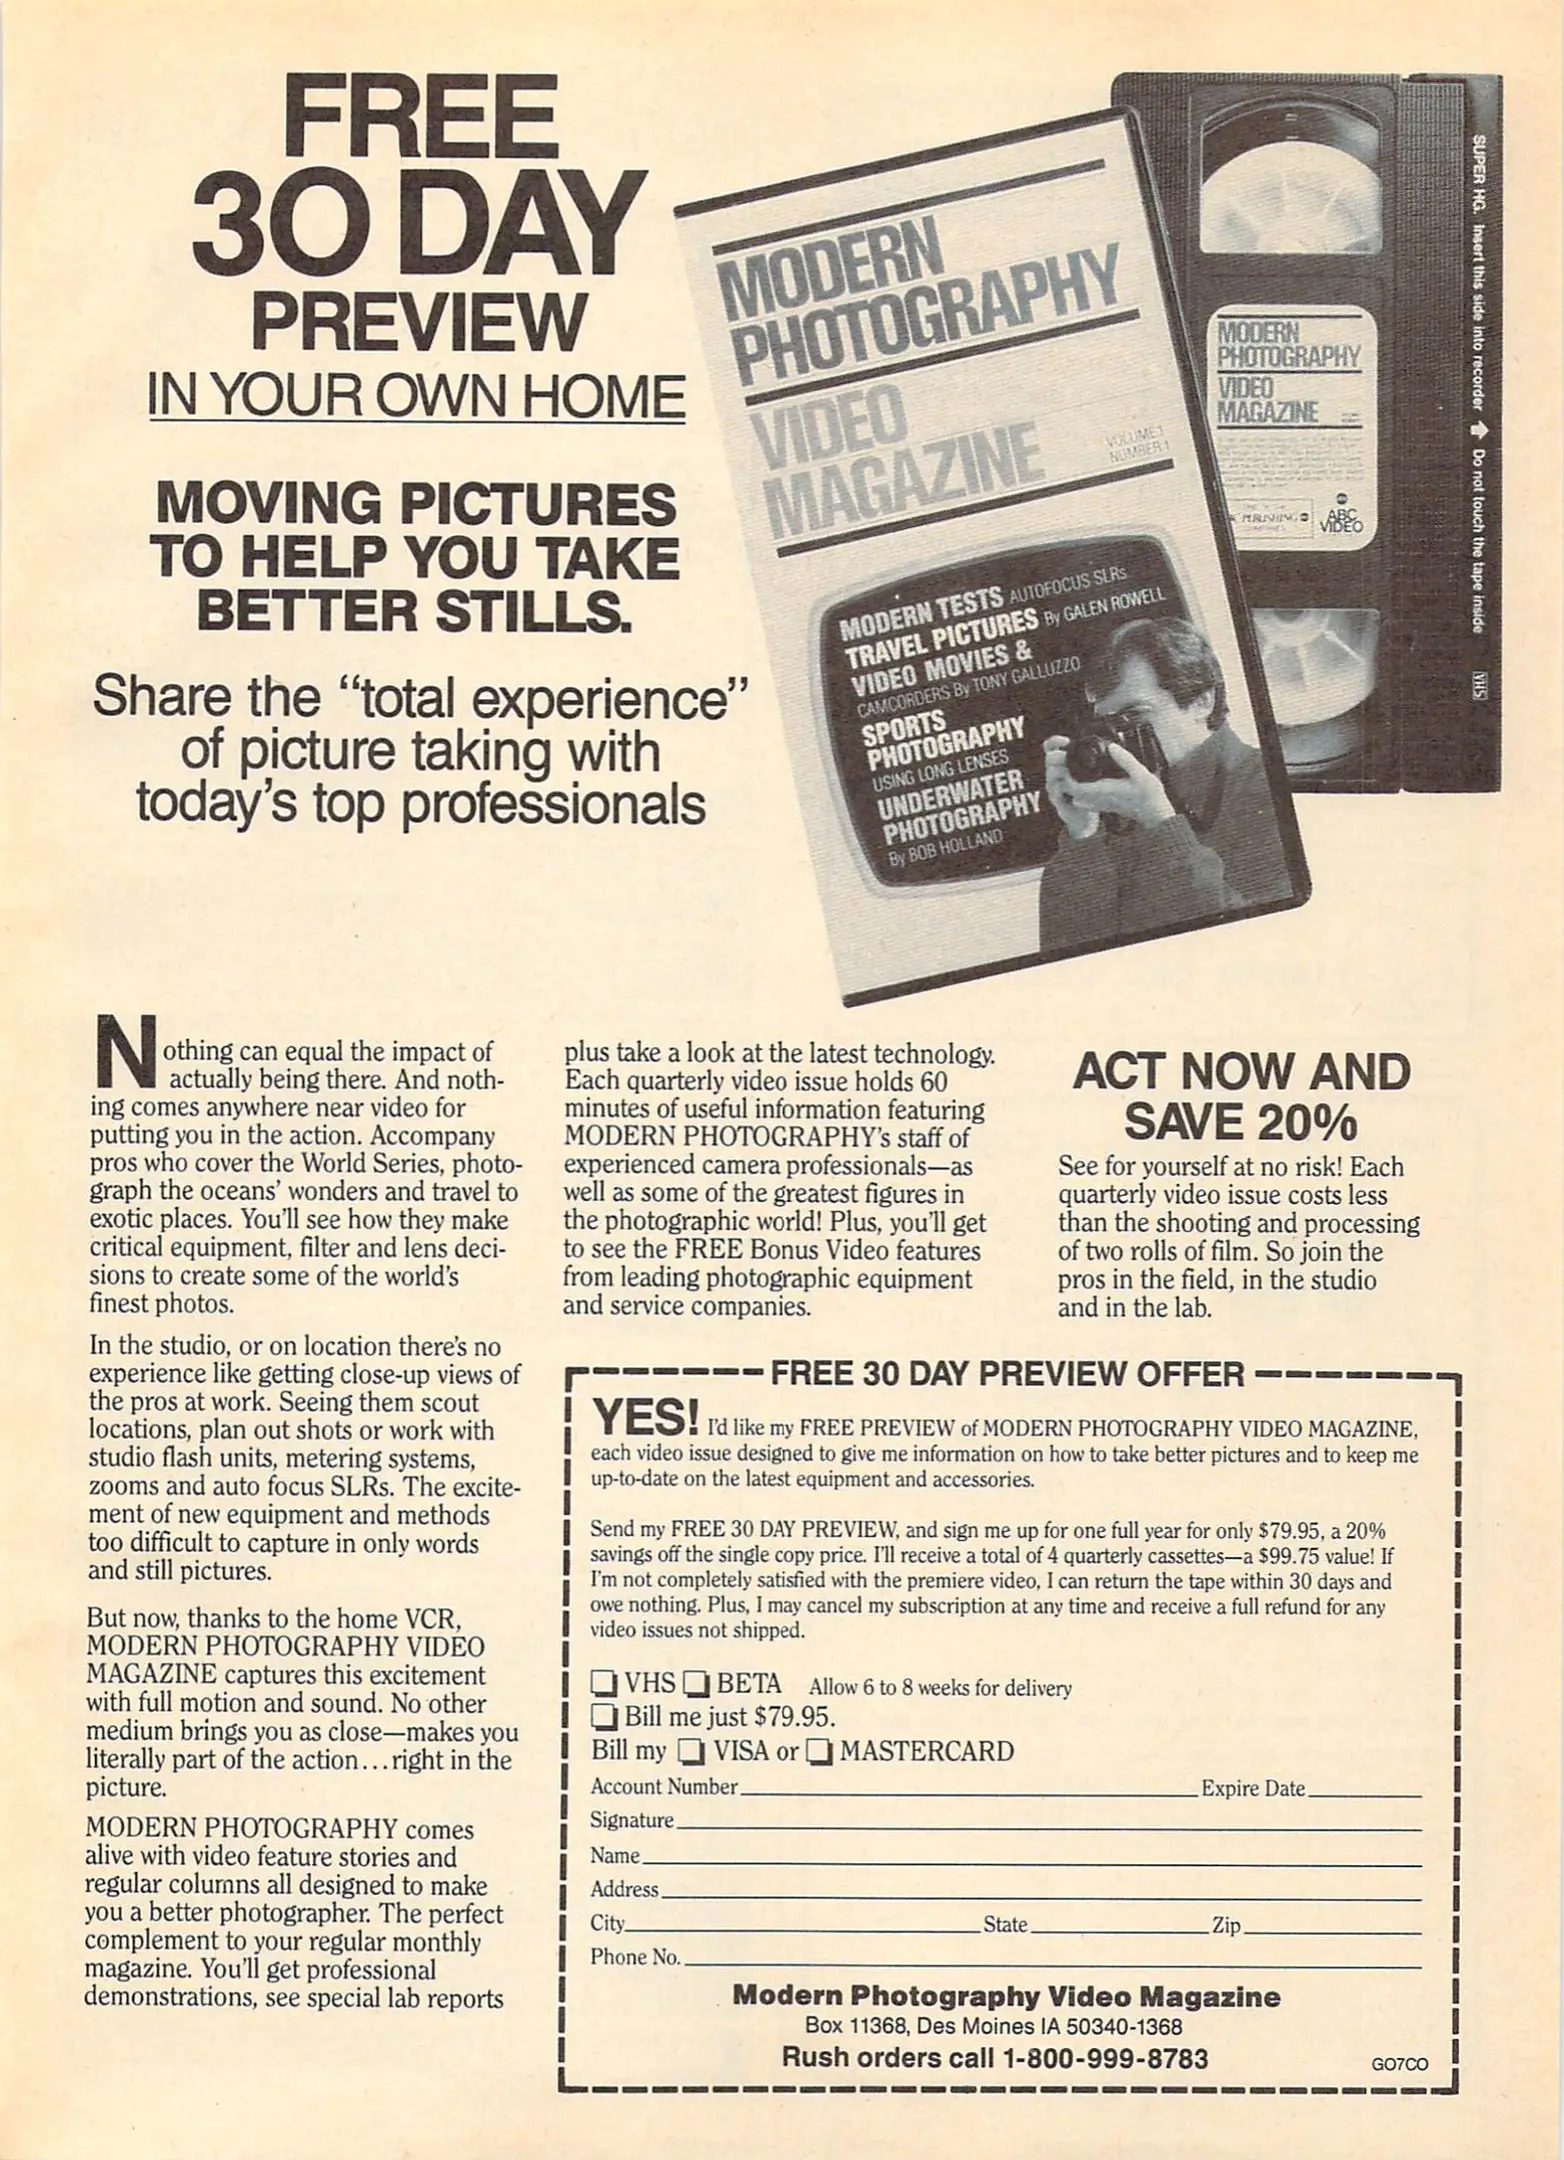 FREE
30 DAY
PREVIEW
IN YOUR OWN HOME
MOVING PICTURES
TO HELP YOU TAKE
BETTER STILLS.
Share the “total experience”
of picture taking with
today’s top professionals
MODERN
PHOTOGRAPHY
VIDEO
MAGAZINE
VOLUME 1
NUMBER 1
MODERN TESTS AUTOFOCUS SLRs
TRAVEL PICTURES By GALEN ROWELL
VIDEO MOVIES &
CAMCORDERS By TONY GALLUZZO
SPORTS
PHOTOGRAPHY
USING LONG LENSES
UNDERWATER
PHOTOGRAPHY
By BOB HOLLAND
MODERN
PHOTOGRAPHY
VIDEO
MAGAZINE
PUBLISHING
ABC
VIDEO
SUPER HG. Insert this side into recorder Do not touch the tape inside VHS
Nothing can equal the impact of
actually being there. And noth-
ing comes anywhere near video for
putting you in the action. Accompany
pros who cover the World Series, photo-
graph the oceans’ wonders and travel to
exotic places. You’ll see how they make
critical equipment, filter and lens deci-
sions to create some of the world’s
finest photos.
In the studio, or on location there’s no
experience like getting close-up views of
the pros at work. Seeing them scout
locations, plan out shots or work with
studio flash units, metering systems,
zooms and auto focus SLRs. The excite-
ment of new equipment and methods
too difficult to capture in only words
and still pictures.
But now, thanks to the home VCR,
MODERN PHOTOGRAPHY VIDEO
MAGAZINE captures this excitement
with full motion and sound. No other
medium brings you as close—makes you
literally part of the action...right in the
picture.
MODERN PHOTOGRAPHY comes
alive with video feature stories and
regular columns all designed to make
you a better photographer. The perfect
complement to your regular monthly
magazine. You’ll get professional
demonstrations, see special lab reports
plus take a look at the latest technology.
Each quarterly video issue holds 60
minutes of useful information featuring
MODERN PHOTOGRAPHY’s staff of
experienced camera professionals—as
well as some of the greatest figures in
the photographic world! Plus, you’ll get
to see the FREE Bonus Video features
from leading photographic equipment
and service companies.
ACT NOW AND
SAVE 20%
See for yourself at no risk! Each
quarterly video issue costs less
than the shooting and processing
of two rolls of film. So join the
pros in the field, in the studio
and in the lab.
FREE 30 DAY PREVIEW OFFER
YES! I’d like my FREE PREVIEW of MODERN PHOTOGRAPHY VIDEO MAGAZINE,
each video issue designed to give me information on how to take better pictures and to keep me
up-to-date on the latest equipment and accessories.
Send my FREE 30 DAY PREVIEW, and sign me up for one full year for only $79.95, a 20%
savings off the single copy price. I’ll receive a total of 4 quarterly cassettes—a $99.75 value! If
I’m not completely satisfied with the premiere video, I can return the tape within 30 days and
owe nothing. Plus, I may cancel my subscription at any time and receive a full refund for any
video issues not shipped.
VHS BETA Allow 6 to 8 weeks for delivery
Bill me just $79.95.
Bill my VISA or MASTERCARD
Account Number Expire Date
Signature
Name
Address
City State Zip
Phone No.
Modern Photography Video Magazine
Box 11368, Des Moines IA 50340-1368
Rush orders call 1-800-999-8783
GO7CO